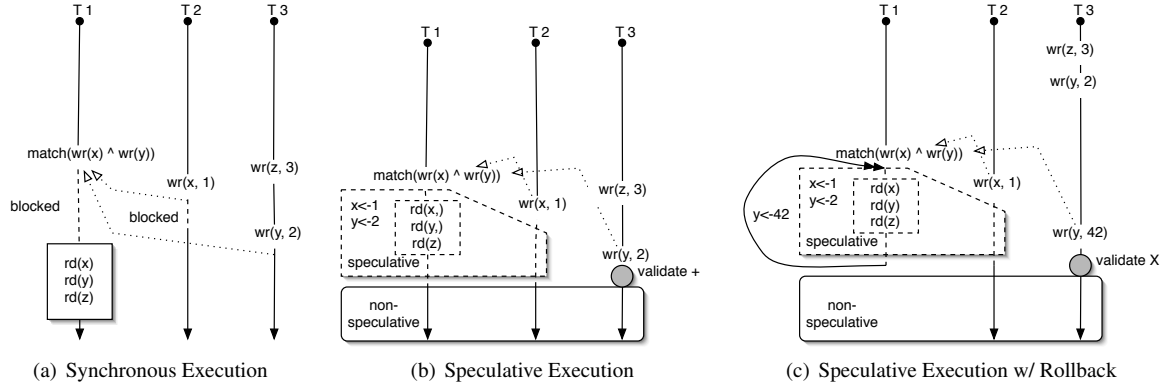 T 1
T 2
T 3
match(wr(x) ^ wr(y))
wr(z, 3)
wr(x, 1)
blocked
blocked
wr(y, 2)
rd(x)
rd(y)
rd(z)
(a) Synchronous Execution
T 1
T 2
T 3
match(wr(x) ^ wr(y))
wr(z, 3)
x<-1
y<-2
rd(x,)
rd(y,)
rd(z)
wr(x, 1)
wr(y, 2)
speculative
validate +
non-
speculative
(b) Speculative Execution
T 1
T 2
T 3
wr(z, 3)
wr(y, 2)
match(wr(x) ^ wr(y))
x<-1
y<-2
rd(x)
rd(y)
rd(z)
wr(x, 1)
y<-42
wr(y, 42)
speculative
validate X
non-
speculative
(c) Speculative Execution w/ Rollback